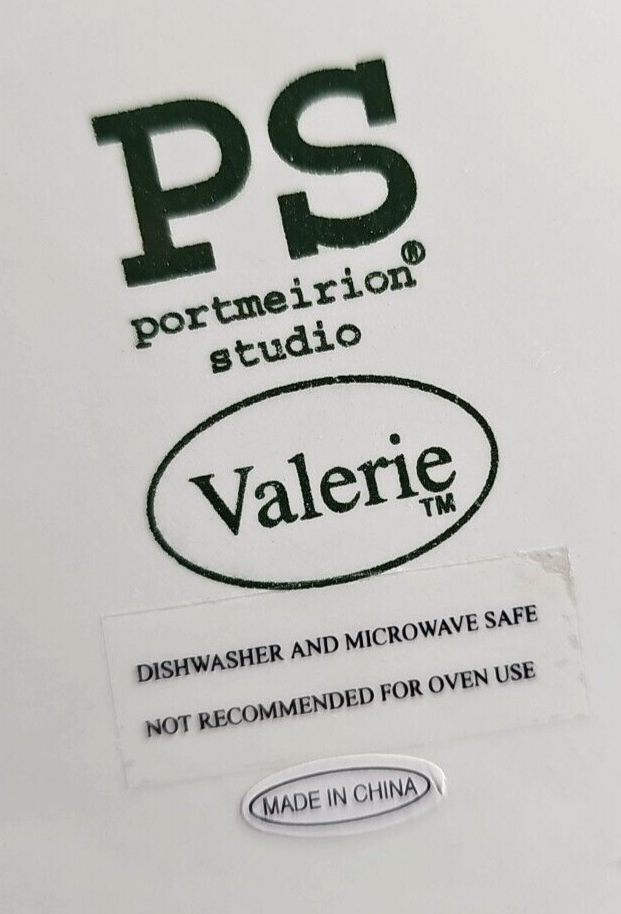 PS
portmeirion®
studio
Valerie™
DISHWASHER AND MICROWAVE SAFE
NOT RECOMMENDED FOR OVEN USE
MADE IN CHINA